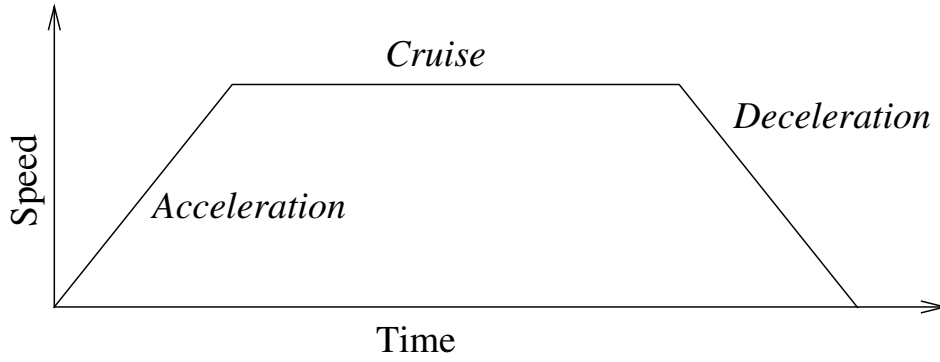 Cruise
Deceleration
Acceleration
Speed
Time